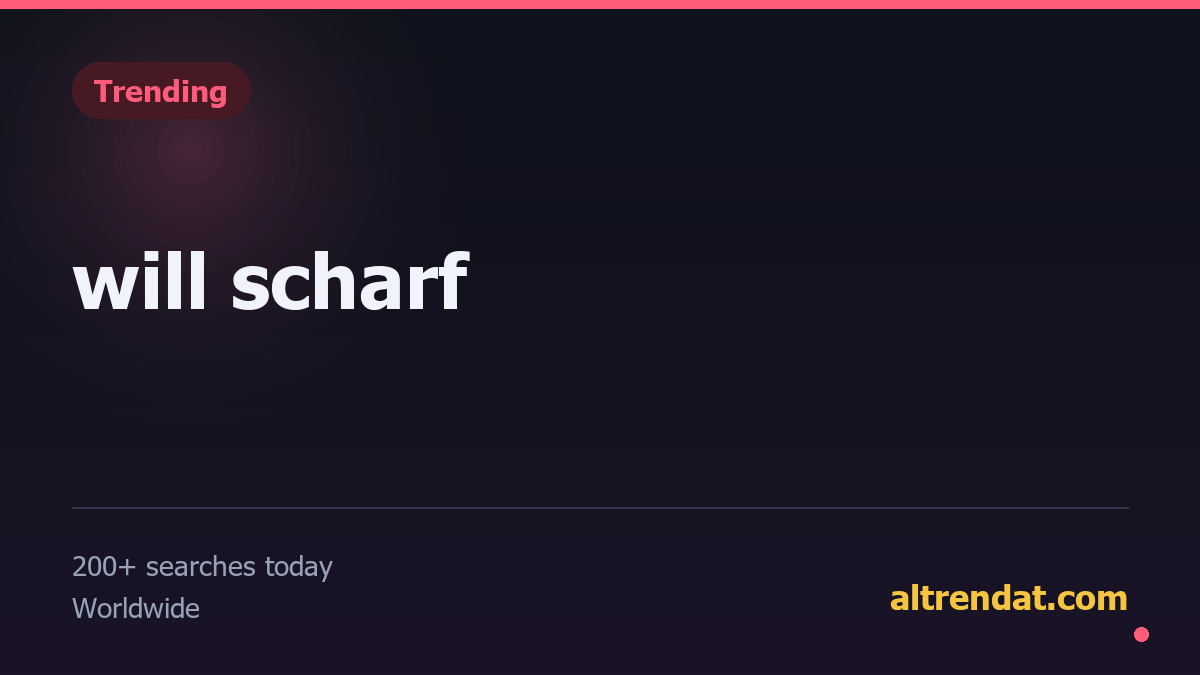 Trending
will scharf
200+ searches today
Worldwide
altrendat.com